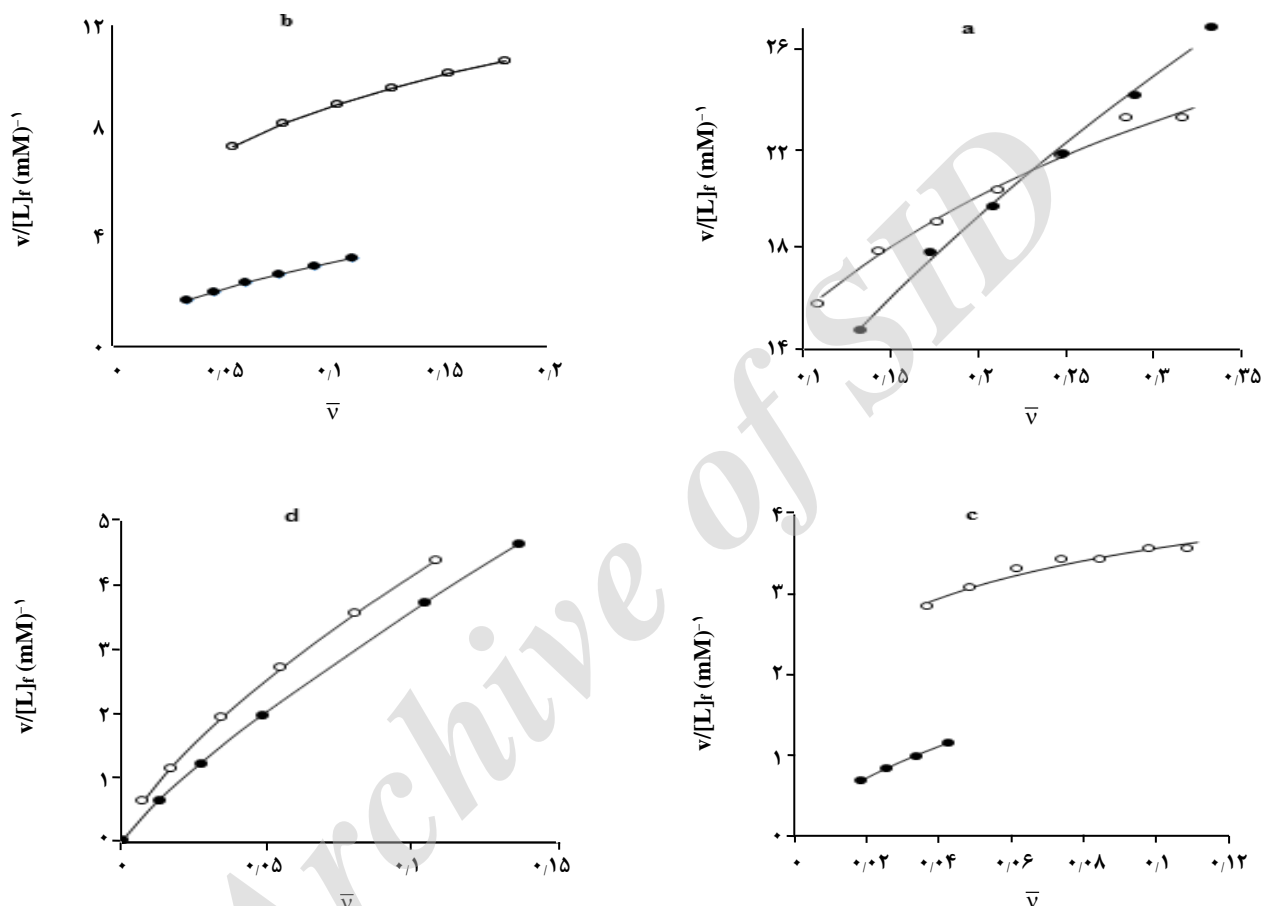 b
۱۲
۸
۴
۰
v/[L]f (mM)⁻¹
۰ ۰/۰۵ ۰/۱ ۰/۱۵ ۰/۲
v̅
a
۲۶
۲۲
۱۸
۱۴
v/[L]f (mM)⁻¹
۰/۱ ۰/۱۵ ۰/۲ ۰/۲۵ ۰/۳ ۰/۳۵
v̅
d
۵
۴
۳
۲
۱
۰
v/[L]f (mM)⁻¹
۰ ۰/۰۵ ۰/۱ ۰/۱۵
v̅
c
۴
۳
۲
۱
۰
v/[L]f (mM)⁻¹
۰ ۰/۰۲ ۰/۰۴ ۰/۰۶ ۰/۰۸ ۰/۱ ۰/۱۲
v̅
Archive of SID